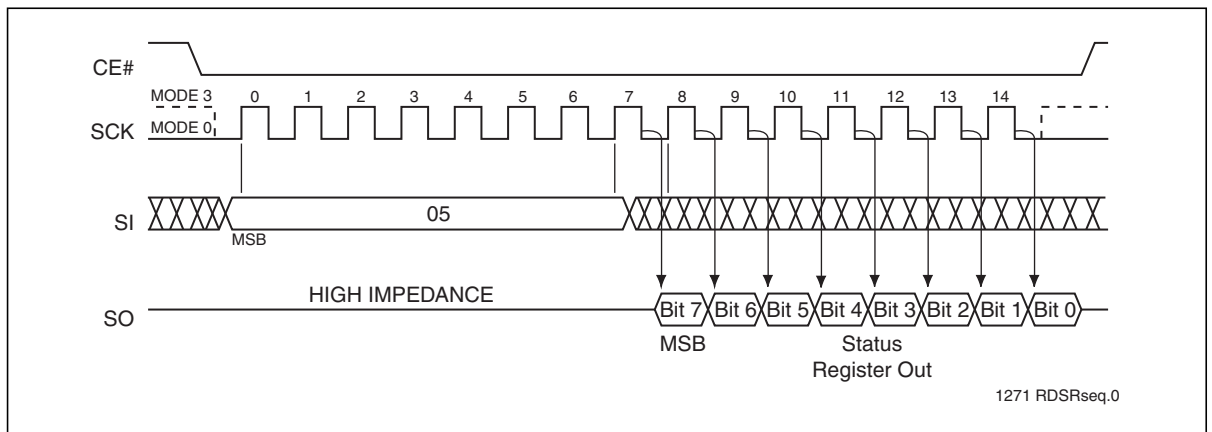 CE#
MODE 3 0 1 2 3 4 5 6 7 8 9 10 11 12 13 14
SCK MODE 0
SI 05
MSB
HIGH IMPEDANCE
SO Bit 7 Bit 6 Bit 5 Bit 4 Bit 3 Bit 2 Bit 1 Bit 0
MSB Status
Register Out
1271 RDSRseq.0